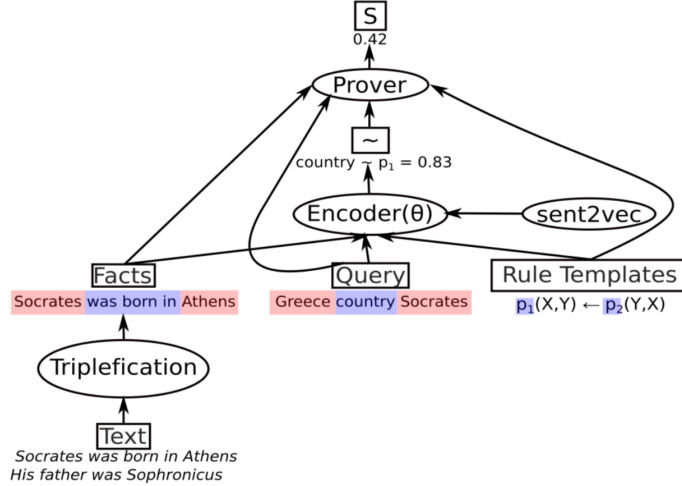 S
0.42
Prover
~
country ~ p₁ = 0.83
Encoder(θ)
sent2vec
Facts
Query
Rule Templates
Socrates was born in Athens
Greece country Socrates
p₁(X,Y) ← p₂(Y,X)
Triplefication
Text
Socrates was born in Athens
His father was Sophronicus